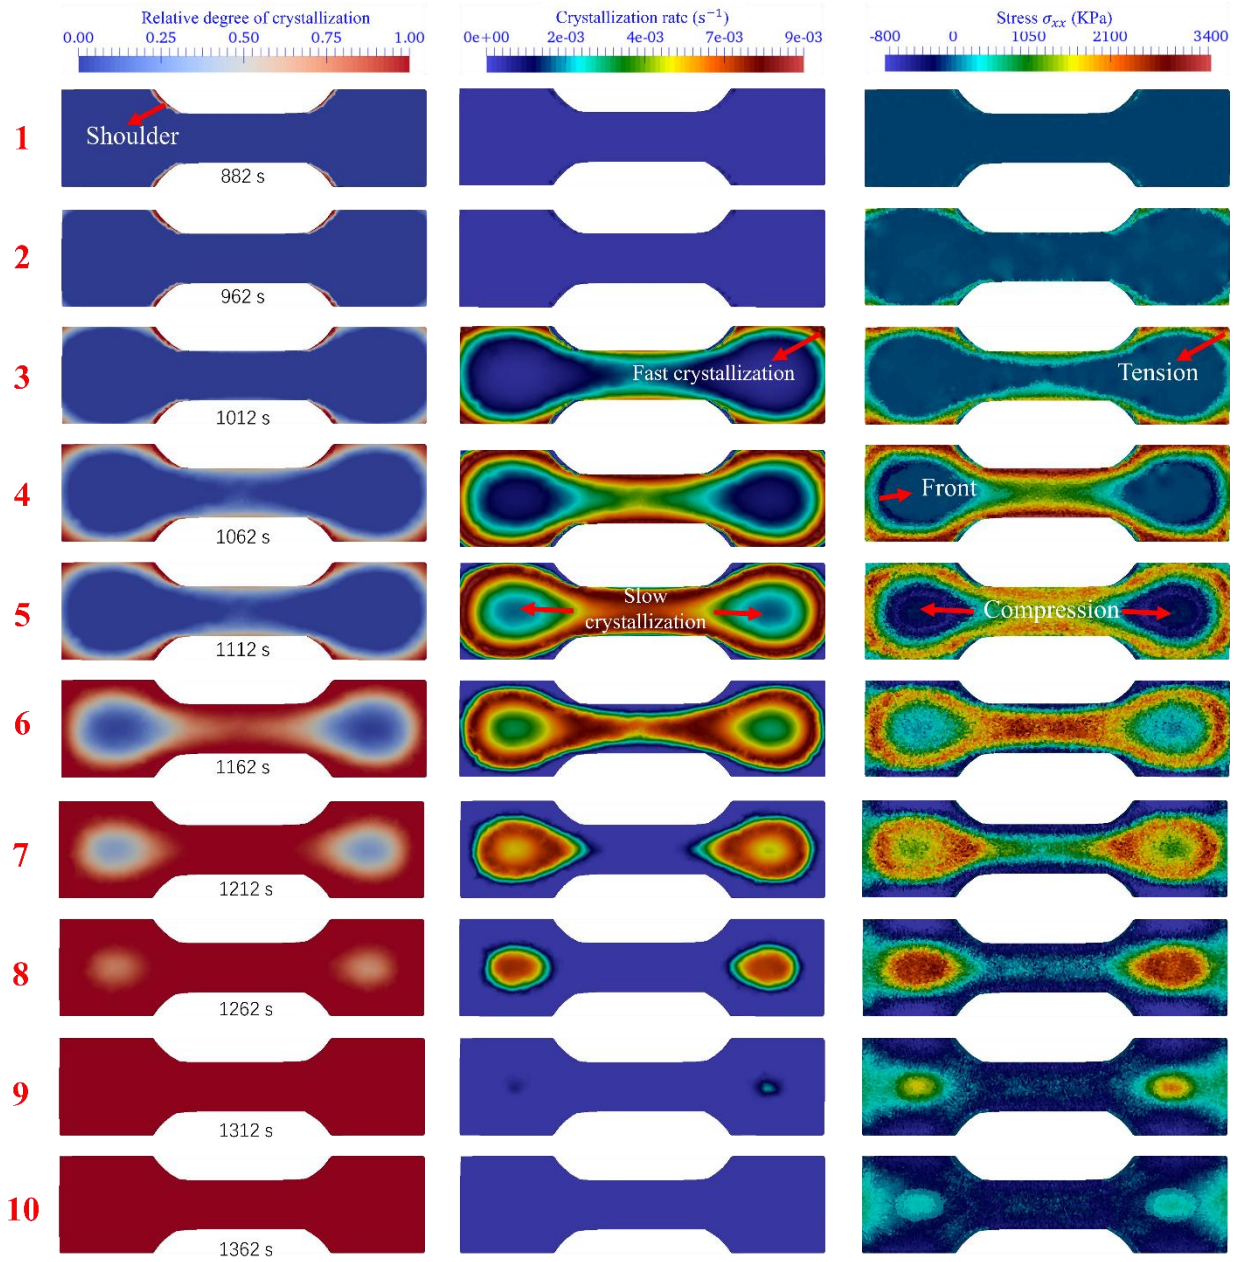 Relative degree of crystallization
0.00 0.25 0.50 0.75 1.00
Crystallization rate (s⁻¹)
0e+00 2e-03 5e-03 7e-03 9e-03
Stress σₓₓ (KPa)
-800 0 1050 2100 3400
1
Shoulder
882 s
2
962 s
3
1012 s
Fast crystallization
Tension
4
1062 s
Front
5
1112 s
Slow
crystallization
Compression
6
1162 s
7
1212 s
8
1262 s
9
1312 s
10
1362 s